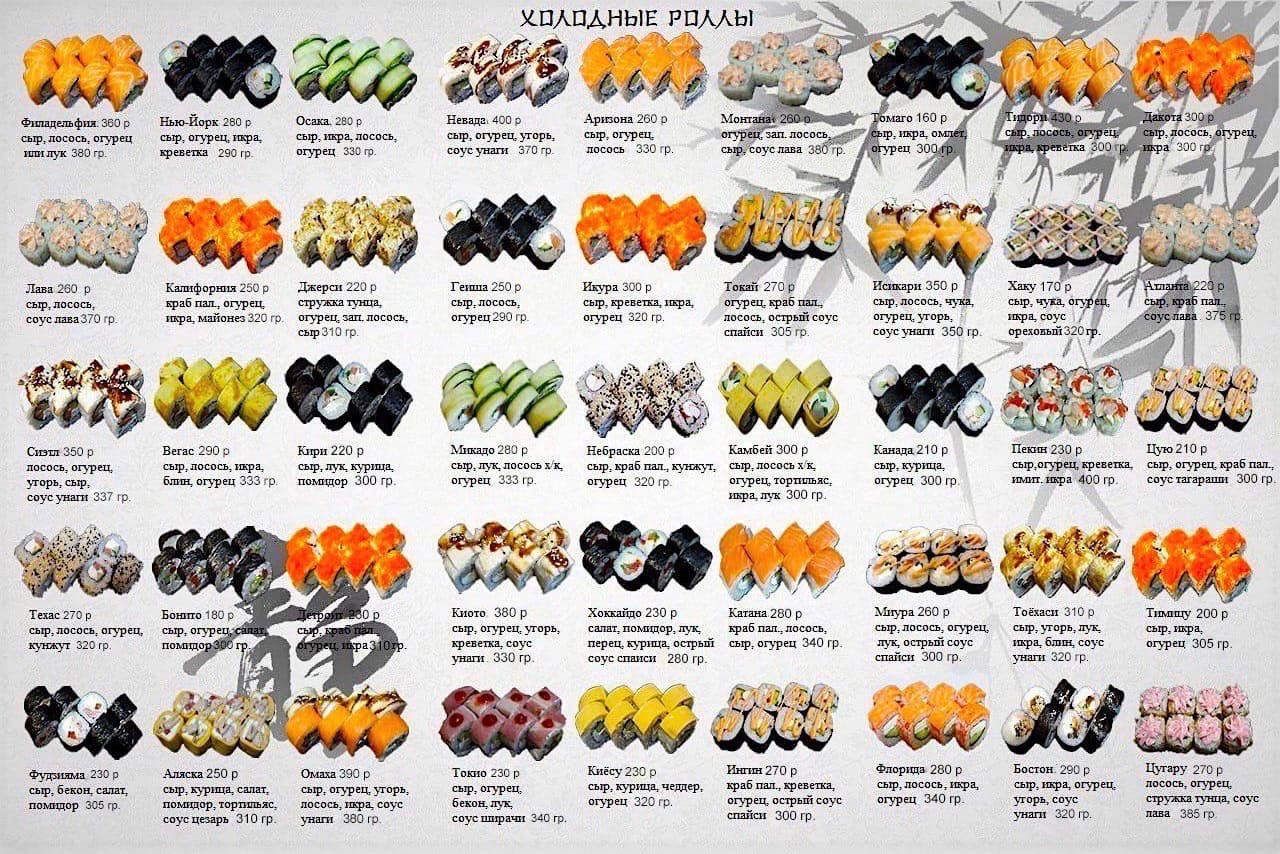 ХОЛОДНЫЕ РОЛЛЫ
Филадельфия 360 р
сыр, лосось, огурец
или лук 380 гр.
Нью-Йорк 280 р
сыр, огурец, икра,
креветка 290 гр.
Осака 280 р
сыр, икра, лосось,
огурец 330 гр.
Невада 400 р
сыр, огурец, угорь,
соус унаги 370 гр.
Аризона 260 р
сыр, огурец,
лосось 330 гр.
Монтана 260 р
огурец, зап. лосось,
сыр, соус лава 380 гр.
Томаго 160 р
сыр, икра, омлет,
огурец 300 гр.
Тидори 430 р
сыр, лосось, огурец,
икра, креветка 300 гр.
Дакота 300 р
сыр, лосось, огурец,
икра 300 гр.
Лава 260 р
сыр, лосось,
соус лава 370 гр.
Калифорния 250 р
краб пал., огурец,
икра, майонез 320 гр.
Джерси 220 р
стружка тунца,
огурец, зап. лосось,
сыр 310 гр.
Геиша 250 р
сыр, лосось,
огурец 290 гр.
Икура 300 р
сыр, креветка, икра,
огурец 320 гр.
Токай 270 р
огурец, краб пал.,
лосось, острый соус
спайси 305 гр.
Исикари 350 р
сыр, лосось, чука,
огурец, угорь,
соус унаги 350 гр.
Хаку 170 р
сыр, чука, огурец,
икра, соус
ореховый 320 гр.
Атланта 220 р
сыр, краб пал.,
соус лава 375 гр.
Сиэтл 350 р
лосось, огурец,
угорь, сыр,
соус унаги 337 гр.
Вегас 290 р
сыр, лосось, икра,
блин, огурец 333 гр.
Кири 220 р
сыр, лук, курица,
помидор 300 гр.
Микадо 280 р
сыр, лук, лосось х/к,
огурец 333 гр.
Небраска 200 р
сыр, краб пал., кунжут,
огурец 320 гр.
Камбей 300 р
сыр, лосось х/к,
огурец, тортильяс,
икра, лук 300 гр.
Канада 210 р
сыр, курица,
огурец 300 гр.
Пекин 230 р
сыр,огурец, креветка,
имит. икра 400 гр.
Цую 210 р
сыр, огурец, краб пал.,
соус тагараши 300 гр.
Техас 270 р
сыр, лосось, огурец,
кунжут 320 гр.
Бонито 180 р
сыр, огурец, салат,
помидор 300 гр.
Детройт 230 р
сыр, краб пал.,
огурец, икра 310 гр.
Киото 380 р
сыр, огурец, угорь,
креветка, соус
унаги 330 гр.
Хоккайдо 230 р
салат, помидор, лук,
перец, курица, острый
соус спаиси 280 гр.
Катана 280 р
краб пал., лосось,
сыр, огурец 340 гр.
Миура 260 р
сыр, лосось, огурец,
лук, острый соус
спайси 300 гр.
Тоёхаси 310 р
сыр, угорь, лук,
икра, блин, соус
унаги 320 гр.
Тимицу 200 р
сыр, икра,
огурец 305 гр.
静
Фудзияма 230 р
сыр, бекон, салат,
помидор 305 гр.
Аляска 250 р
сыр, курица, салат,
помидор, тортильяс,
соус цезарь 310 гр.
Омаха 390 р
сыр, огурец, угорь,
лосось, икра, соус
унаги 380 гр.
Токио 230 р
сыр, огурец,
бекон, лук,
соус ширачи 340 гр.
Киёсу 230 р
сыр, курица, чеддер,
огурец 320 гр.
Ингин 270 р
краб пал., креветка,
огурец, острый соус
спайси 300 гр.
Флорида 280 р
сыр, лосось, икра,
огурец 340 гр.
Бостон 290 р
сыр, икра, огурец,
угорь, соус
унаги 320 гр.
Цугару 270 р
лосось, огурец,
стружка тунца, соус
лава 385 гр.